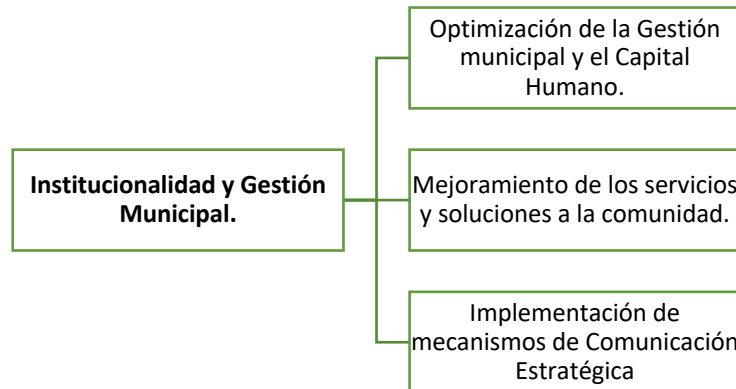 Optimización de la Gestión
municipal y el Capital
Humano.
Institucionalidad y Gestión
Municipal.
Mejoramiento de los servicios
y soluciones a la comunidad.
Implementación de
mecanismos de Comunicación
Estratégica